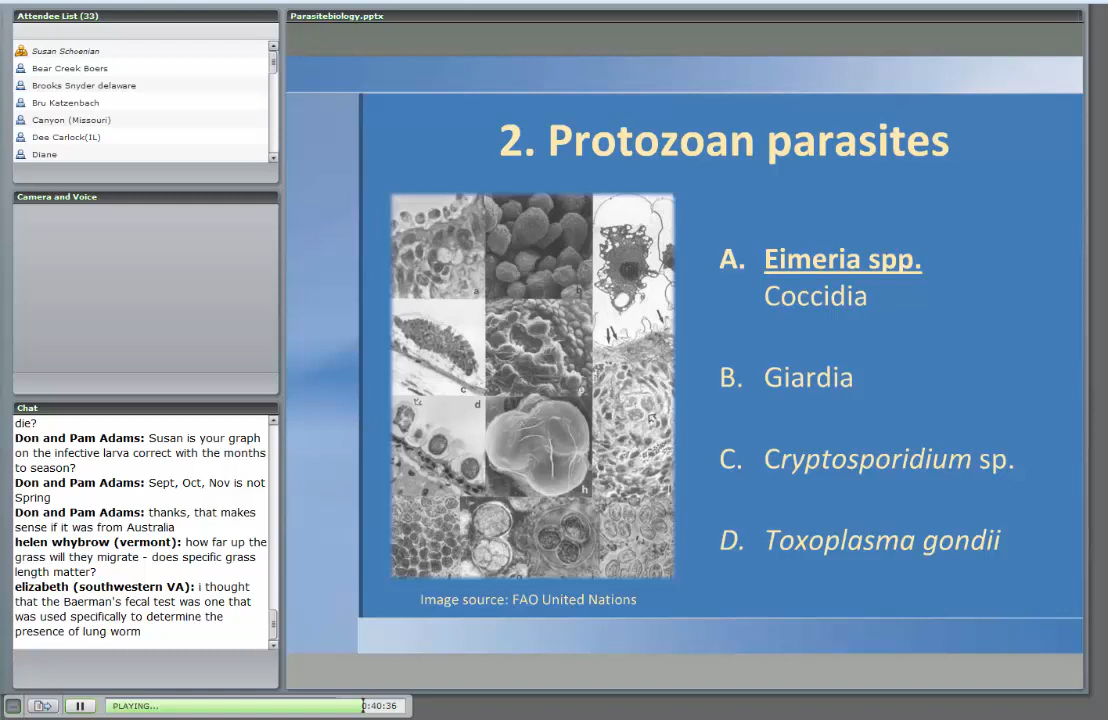 Attendee List (33)
Susan Schoenian
Bear Creek Boers
Brooks Snyder delaware
Bru Katzenbach
Canyon (Missouri)
Dee Carlock(IL)
Diane
Camera and Voice
Chat
die?
Don and Pam Adams: Susan is your graph
on the infective larva correct with the months
to season?
Don and Pam Adams: Sept, Oct, Nov is not
Spring
Don and Pam Adams: thanks, that makes
sense if it was from Australia
helen whybrow (vermont): how far up the
grass will they migrate - does specific grass
length matter?
elizabeth (southwestern VA): i thought
that the Baerman's fecal test was one that
was used specifically to determine the
presence of lung worm
PLAYING...
0:40:36
Parasitebiology.pptx
2. Protozoan parasites
a
b
c
d
h
A. Eimeria spp.
Coccidia
B. Giardia
C. Cryptosporidium sp.
D. Toxoplasma gondii
Image source: FAO United Nations